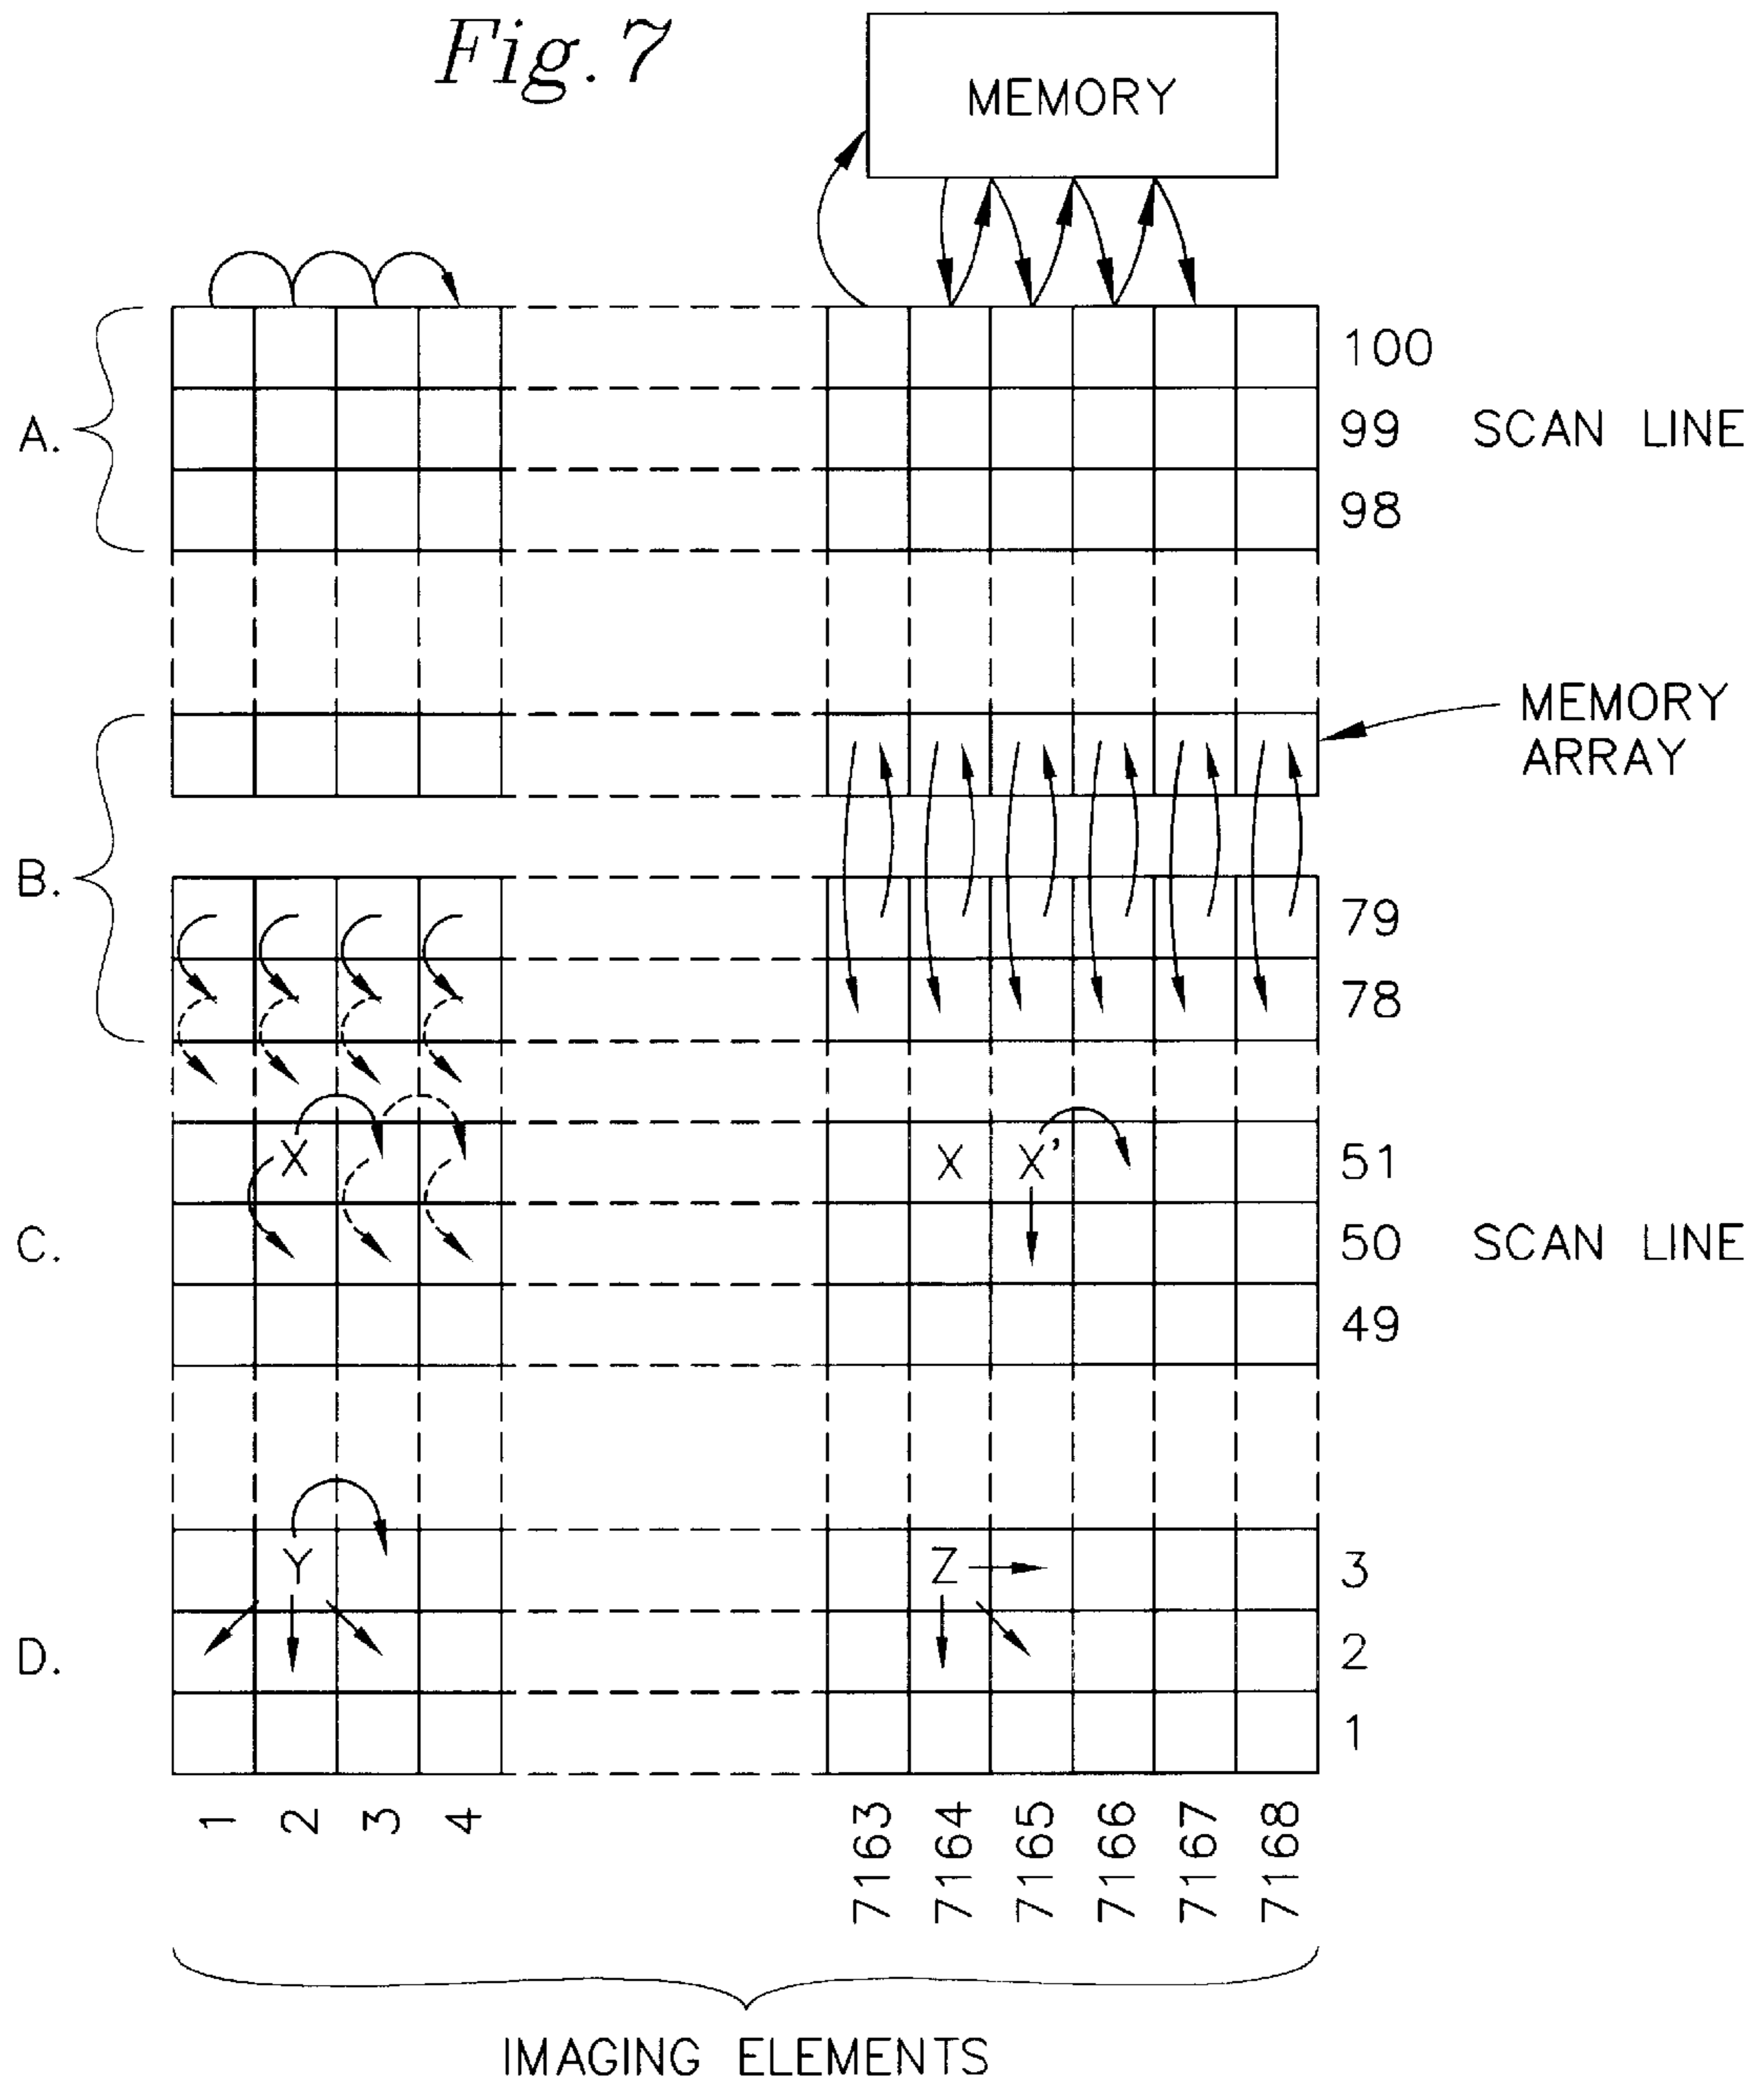 Fig. 7
MEMORY
100
A. 99 SCAN LINE
98
MEMORY
ARRAY
B. 79
78
X X X’ 51
C. 50 SCAN LINE
49
Y Z 3
D. 2
1
1 2 3 4 7163 7164 7165 7166 7167 7168
IMAGING ELEMENTS